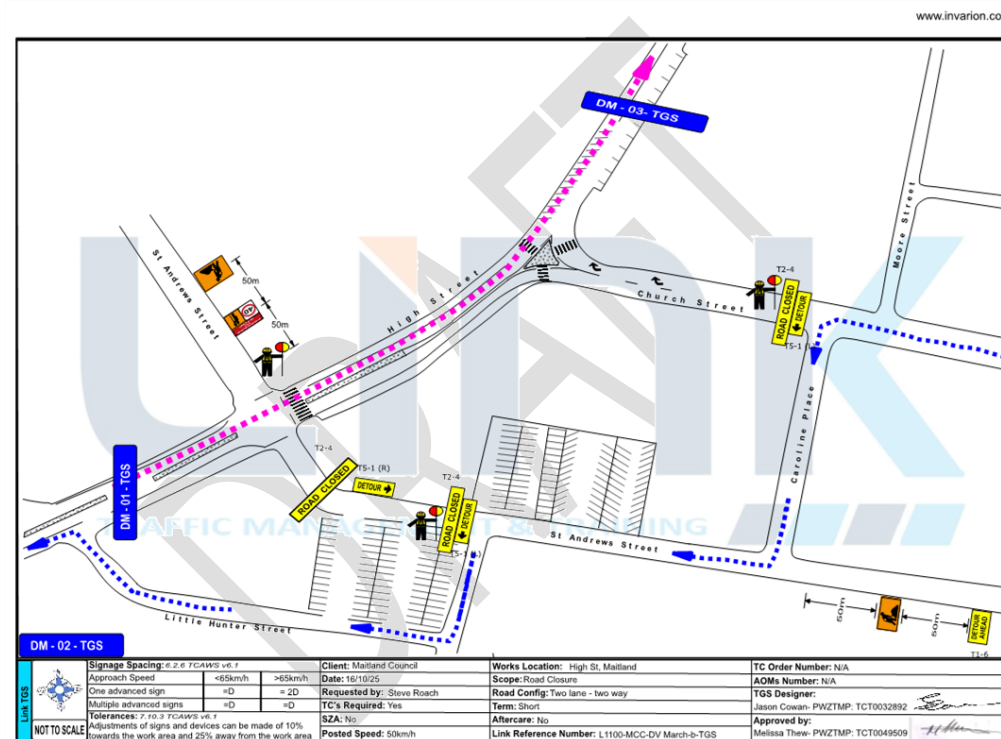 www.invarion.co
DM - 03- TGS
Moore Street
St Andrews Street
50m
50m
High Street
Church Street
T2-4
ROAD CLOSED
DETOUR
Caroline Place
DM - 01 - TGS
T2-4
ROAD CLOSED
T5-1 (R)
DETOUR
T2-4
ROAD CLOSED
DETOUR
LINK
TRAFFIC MANAGEMENT & TRAINING
DRAFT
St Andrews Street
Little Hunter Street
50m
50m
DETOUR AHEAD
T1-6
DM - 02 - TGS
Link TGS
NOT TO SCALE
Signage Spacing: 6.2.6 TCAWS v6.1
Approach Speed <65km/h >65km/h
One advanced sign =D = 2D
Multiple advanced signs =D =D
Tolerances: 7.10.3 TCAWS v6.1
Adjustments of signs and devices can be made of 10%
towards the work area and 25% away from the work area
Client: Maitland Council
Date: 16/10/25
Requested by: Steve Roach
TC's Required: Yes
SZA: No
Posted Speed: 50km/h
Works Location: High St, Maitland
Scope: Road Closure
Road Config: Two lane - two way
Term: Short
Aftercare: No
Link Reference Number: L1100-MCC-DV March-b-TGS
TC Order Number: N/A
AOMs Number: N/A
TGS Designer:
Jason Cowan- PWZTMP: TCT0032892
Approved by:
Melissa Thew- PWZTMP: TCT0049509